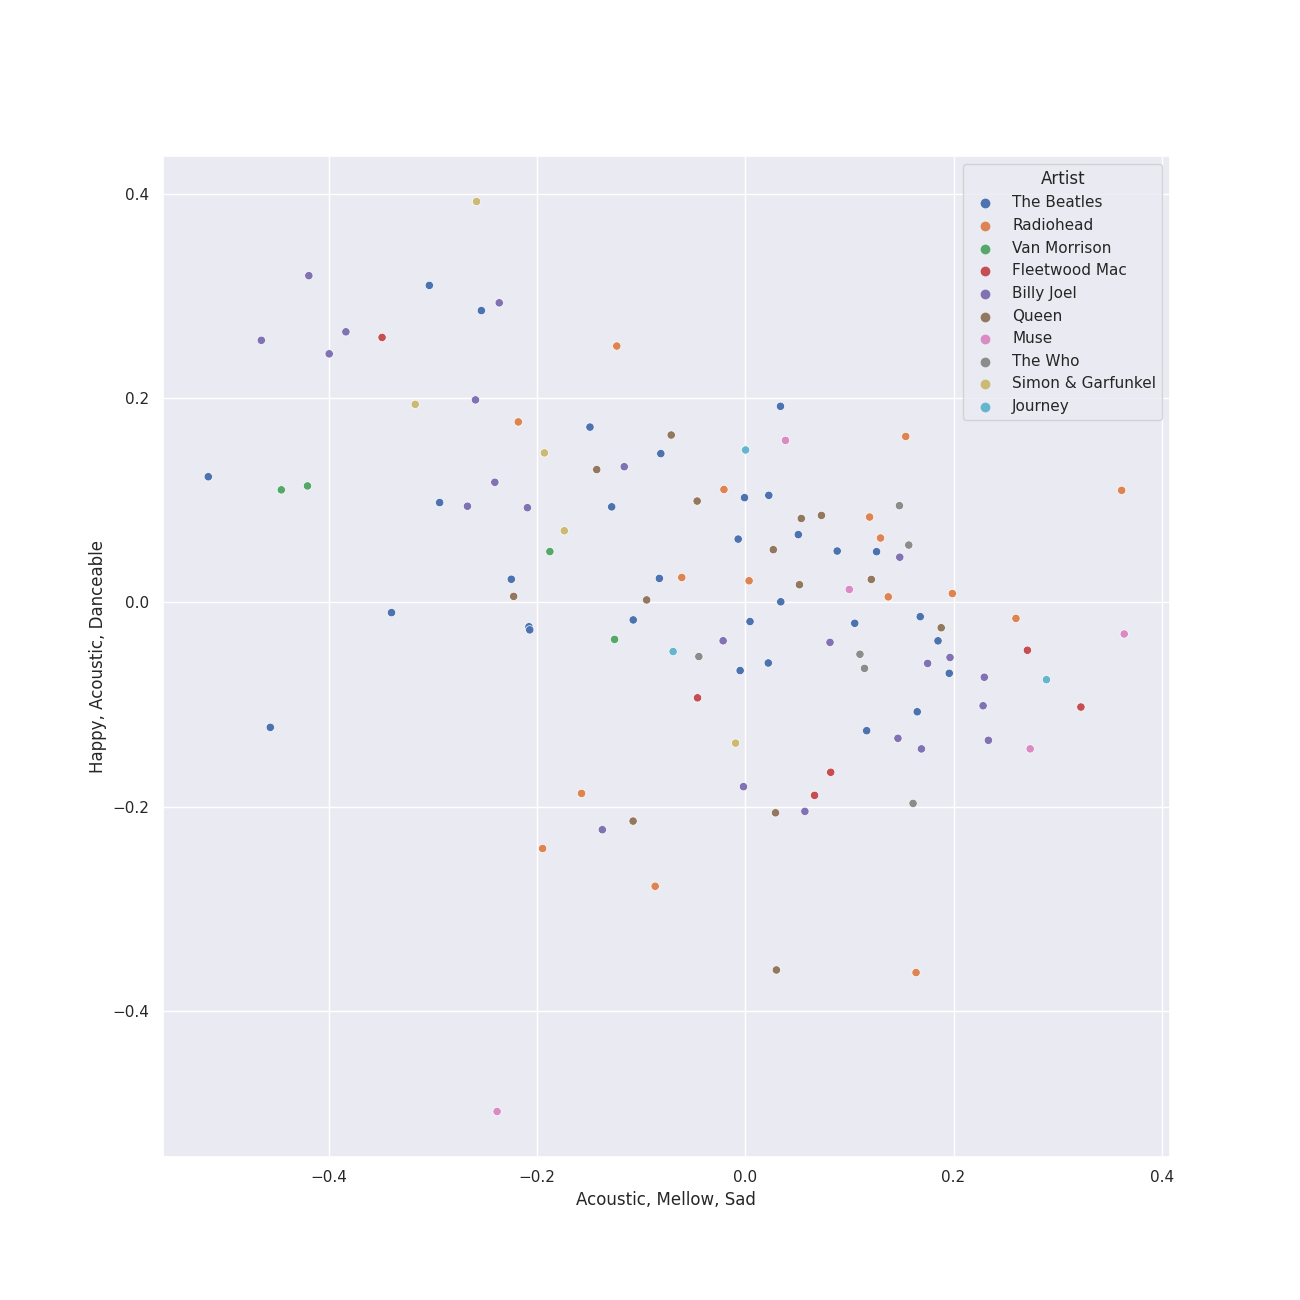 Artist
The Beatles
Radiohead
Van Morrison
Fleetwood Mac
Billy Joel
Queen
Muse
The Who
Simon & Garfunkel
Journey
Happy, Acoustic, Danceable
0.4
0.2
0.0
−0.2
−0.4
−0.4
−0.2
0.0
0.2
0.4
Acoustic, Mellow, Sad